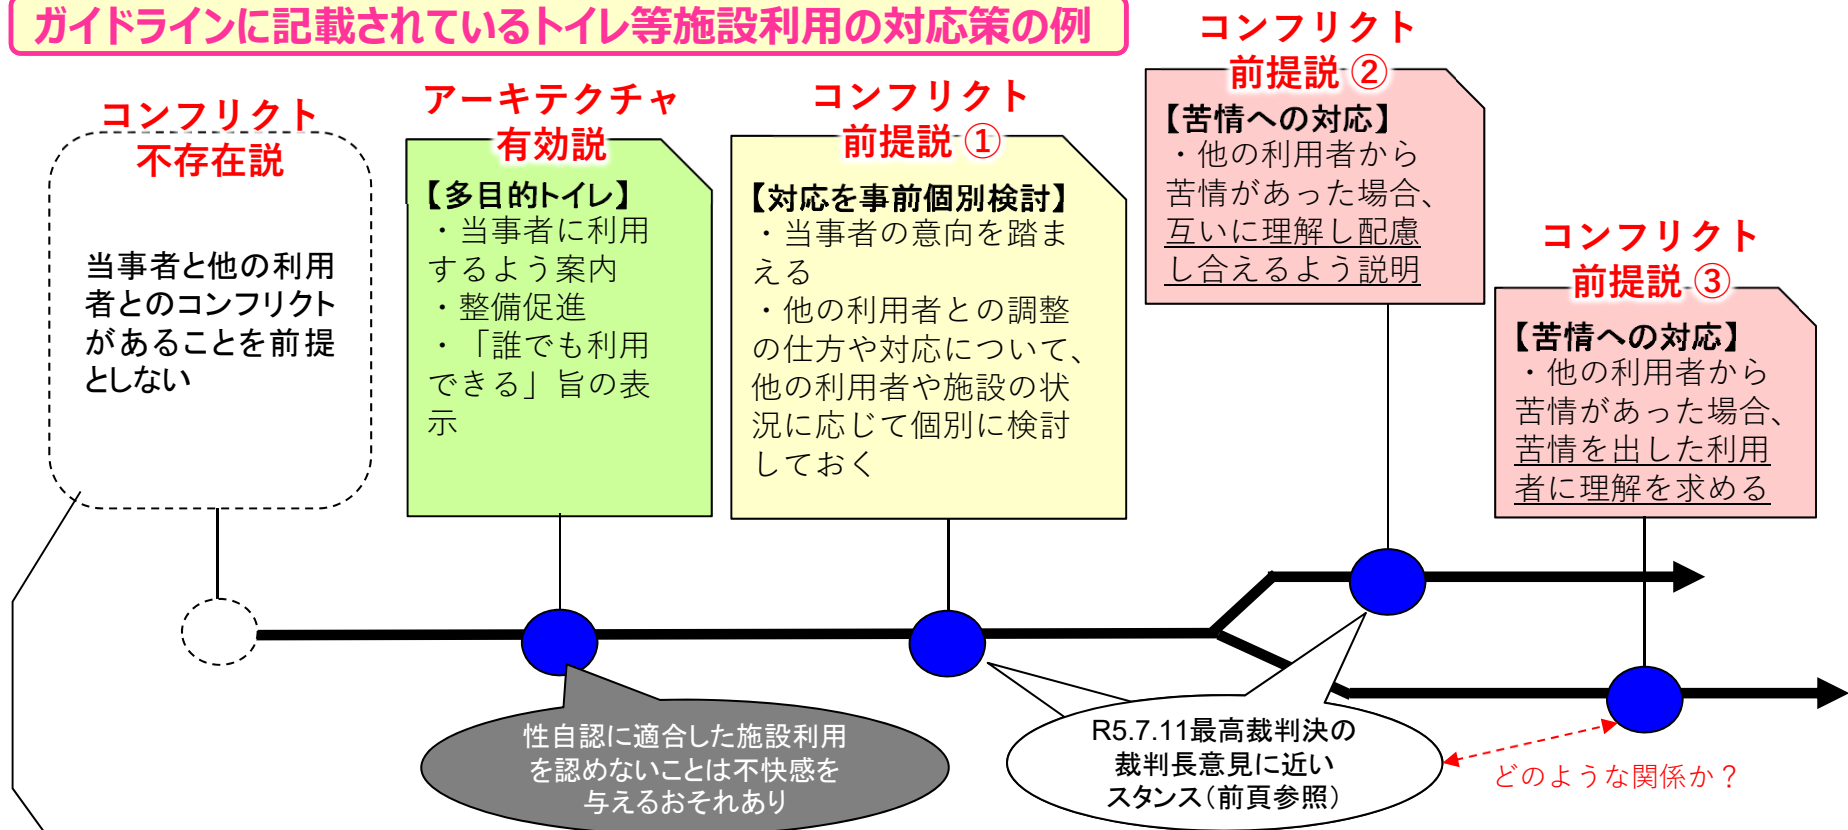 ガイドラインに記載されているトイレ等施設利用の対応策の例
コンフリクト
不存在説
当事者と他の利用
者とのコンフリクト
があることを前提
としない
アーキテクチャ
有効説
【多目的トイレ】
・当事者に利用
するよう案内
・整備促進
・「誰でも利用
できる」旨の表
示
コンフリクト
前提説 ①
【対応を事前個別検討】
・当事者の意向を踏ま
える
・他の利用者との調整
の仕方や対応について、
他の利用者や施設の状
況に応じて個別に検討
しておく
コンフリクト
前提説 ②
【苦情への対応】
・他の利用者から
苦情があった場合、
互いに理解し配慮
し合えるよう説明
コンフリクト
前提説 ③
【苦情への対応】
・他の利用者から
苦情があった場合、
苦情を出した利用
者に理解を求める
性自認に適合した施設利用
を認めないことは不快感を
与えるおそれあり
R5.7.11最高裁判決の
裁判長意見に近い
スタンス（前頁参照）
どのような関係か？